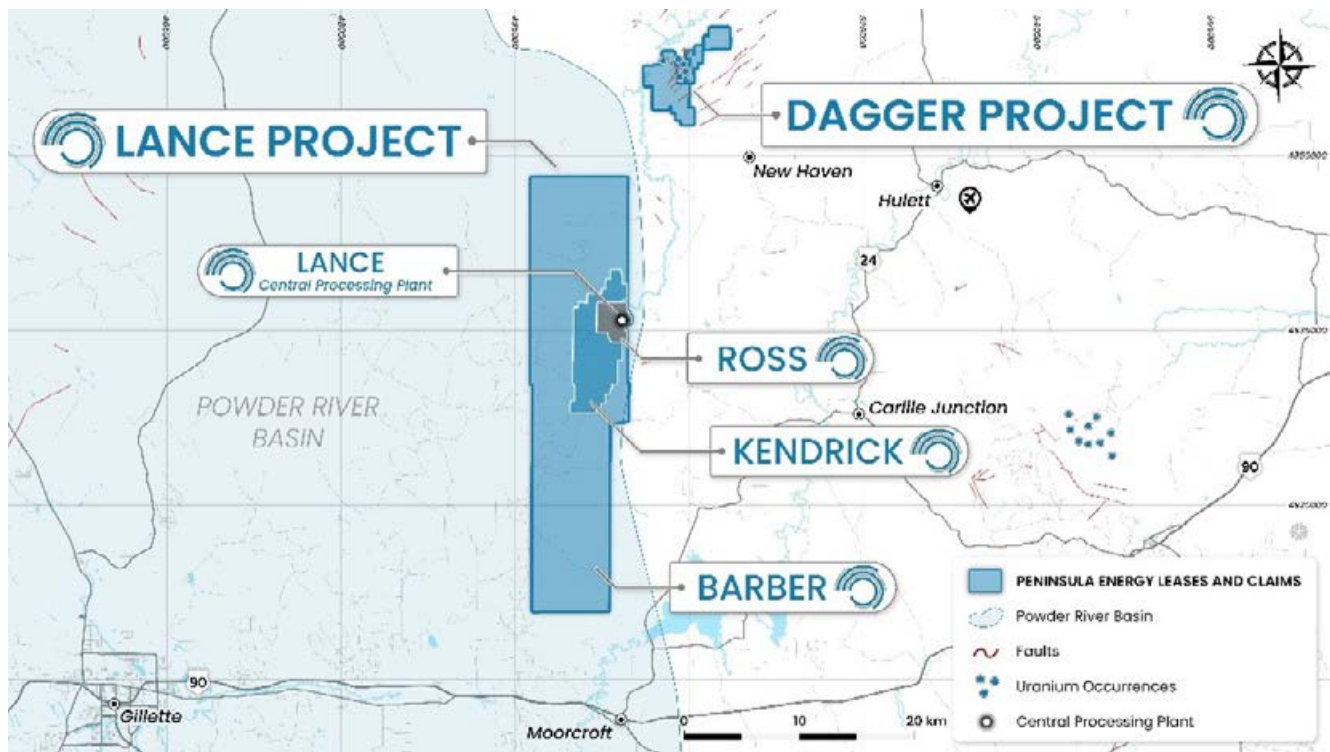 LANCE PROJECT
DAGGER PROJECT
New Haven
Hulett
LANCE
Central Processing Plant
24
ROSS
POWDER RIVER
BASIN
Carlile Junction
KENDRICK
90
BARBER
PENINSULA ENERGY LEASES AND CLAIMS
Powder River Basin
Faults
Uranium Occurrences
Central Processing Plant
90
Gillette
Moorcroft
0 10 20 km